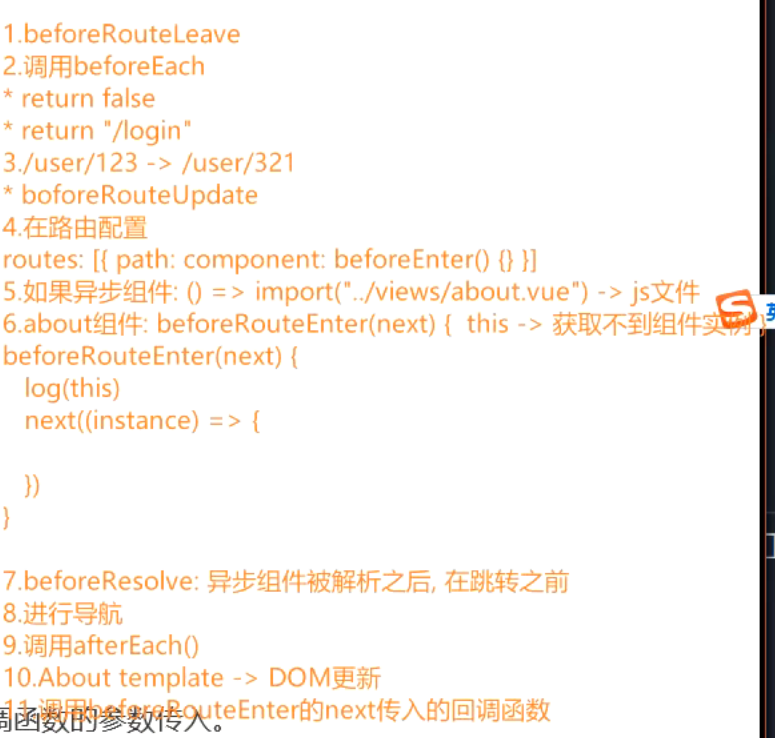 1.beforeRouteLeave
2.调用beforeEach
* return false
* return "/login"
3./user/123 -> /user/321
* boforeRouteUpdate
4.在路由配置
routes: [{ path: component: beforeEnter() {} }]
5.如果异步组件: () => import("../views/about.vue") -> js文件
6.about组件: beforeRouteEnter(next) {  this -> 获取不到组件实例 }
beforeRouteEnter(next) {
log(this)
next((instance) => {
})
}
7.beforeResolve: 异步组件被解析之后, 在跳转之前
8.进行导航
9.调用afterEach()
10.About template -> DOM更新
11.调用beforeRouteEnter的next传入的回调函数
调函数的参数传入。